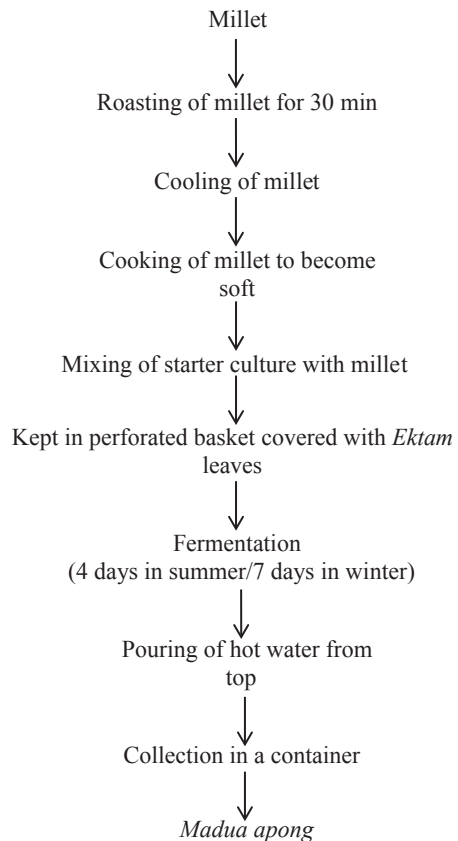 Millet
Roasting of millet for 30 min
Cooling of millet
Cooking of millet to become
soft
Mixing of starter culture with millet
Kept in perforated basket covered with Ektam
leaves
Fermentation
(4 days in summer/7 days in winter)
Pouring of hot water from
top
Collection in a container
Madua apong